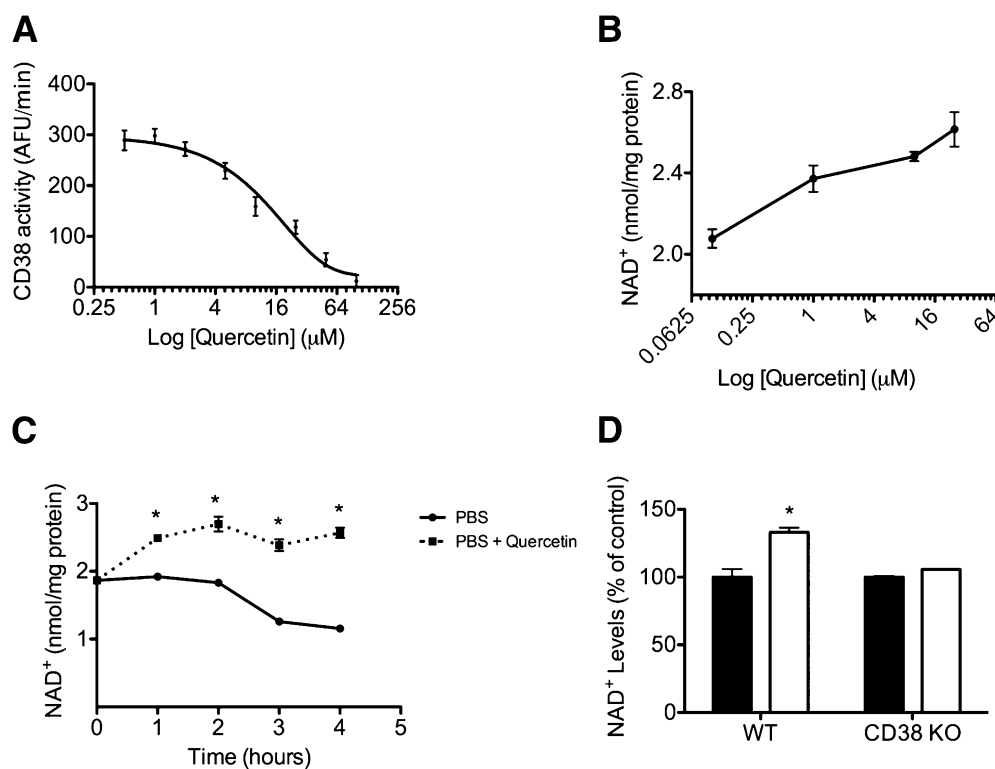 A
CD38 activity (AFU/min)
400
300
200
100
0
0.25 1 4 16 64 256
Log [Quercetin] (μM)
B
NAD+ (nmol/mg protein)
2.8
2.4
2.0
0.0625 0.25 1 4 16 64
Log [Quercetin] (μM)
C
NAD+ (nmol/mg protein)
3
2
1
* * * *
0 1 2 3 4 5
Time (hours)
PBS
PBS + Quercetin
D
NAD+ Levels (% of control)
150
100
50
0
*
WT CD38 KO